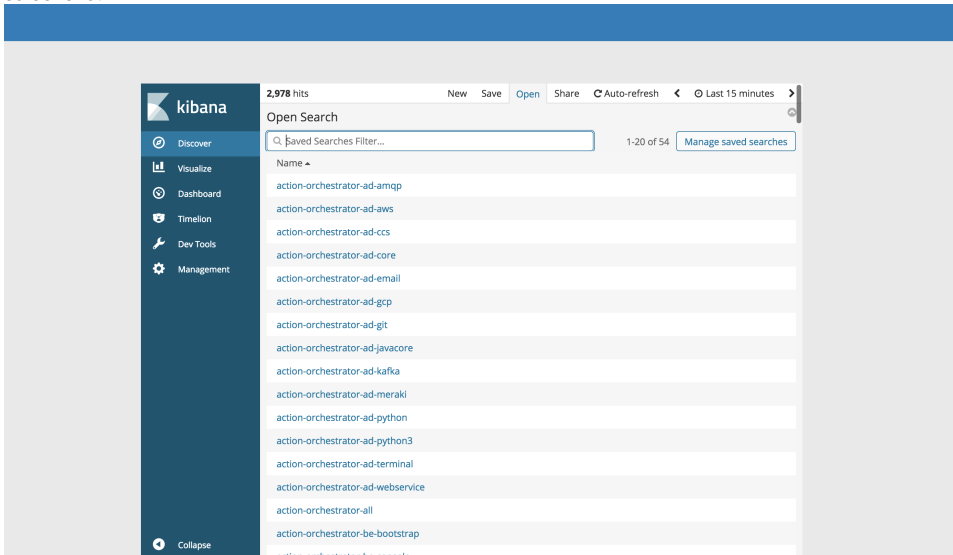 kibana
Discover
Visualize
Dashboard
Timelion
Dev Tools
Management
Collapse
2,978 hits New Save Open Share Auto-refresh Last 15 minutes
Open Search
Saved Searches Filter... 1-20 of 54 Manage saved searches
Name
action-orchestrator-ad-amqp
action-orchestrator-ad-aws
action-orchestrator-ad-ccs
action-orchestrator-ad-core
action-orchestrator-ad-email
action-orchestrator-ad-gcp
action-orchestrator-ad-git
action-orchestrator-ad-javacore
action-orchestrator-ad-kafka
action-orchestrator-ad-meraki
action-orchestrator-ad-python
action-orchestrator-ad-python3
action-orchestrator-ad-terminal
action-orchestrator-ad-webservice
action-orchestrator-all
action-orchestrator-be-bootstrap